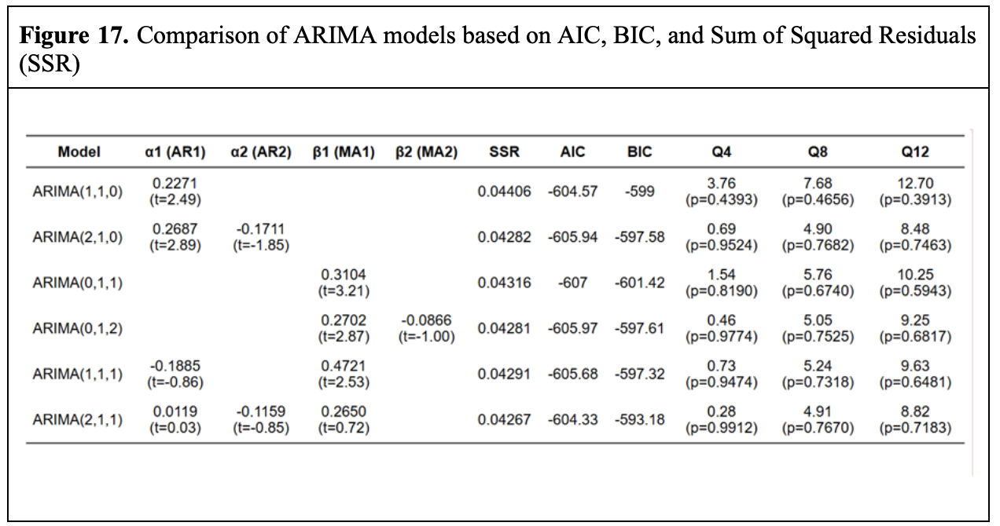 Figure 17. Comparison of ARIMA models based on AIC, BIC, and Sum of Squared Residuals
(SSR)
Model α1 (AR1) α2 (AR2) β1 (MA1) β2 (MA2) SSR AIC BIC Q4 Q8 Q12
ARIMA(1,1,0) 0.2271 (t=2.49) 0.04406 -604.57 -599 3.76 (p=0.4393) 7.68 (p=0.4656) 12.70 (p=0.3913)
ARIMA(2,1,0) 0.2687 (t=2.89) -0.1711 (t=-1.85) 0.04282 -605.94 -597.58 0.69 (p=0.9524) 4.90 (p=0.7682) 8.48 (p=0.7463)
ARIMA(0,1,1) 0.3104 (t=3.21) 0.04316 -607 -601.42 1.54 (p=0.8190) 5.76 (p=0.6740) 10.25 (p=0.5943)
ARIMA(0,1,2) 0.2702 (t=2.87) -0.0866 (t=-1.00) 0.04281 -605.97 -597.61 0.46 (p=0.9774) 5.05 (p=0.7525) 9.25 (p=0.6817)
ARIMA(1,1,1) -0.1885 (t=-0.86) 0.4721 (t=2.53) 0.04291 -605.68 -597.32 0.73 (p=0.9474) 5.24 (p=0.7318) 9.63 (p=0.6481)
ARIMA(2,1,1) 0.0119 (t=0.03) -0.1159 (t=-0.85) 0.2650 (t=0.72) 0.04267 -604.33 -593.18 0.28 (p=0.9912) 4.91 (p=0.7670) 8.82 (p=0.7183)